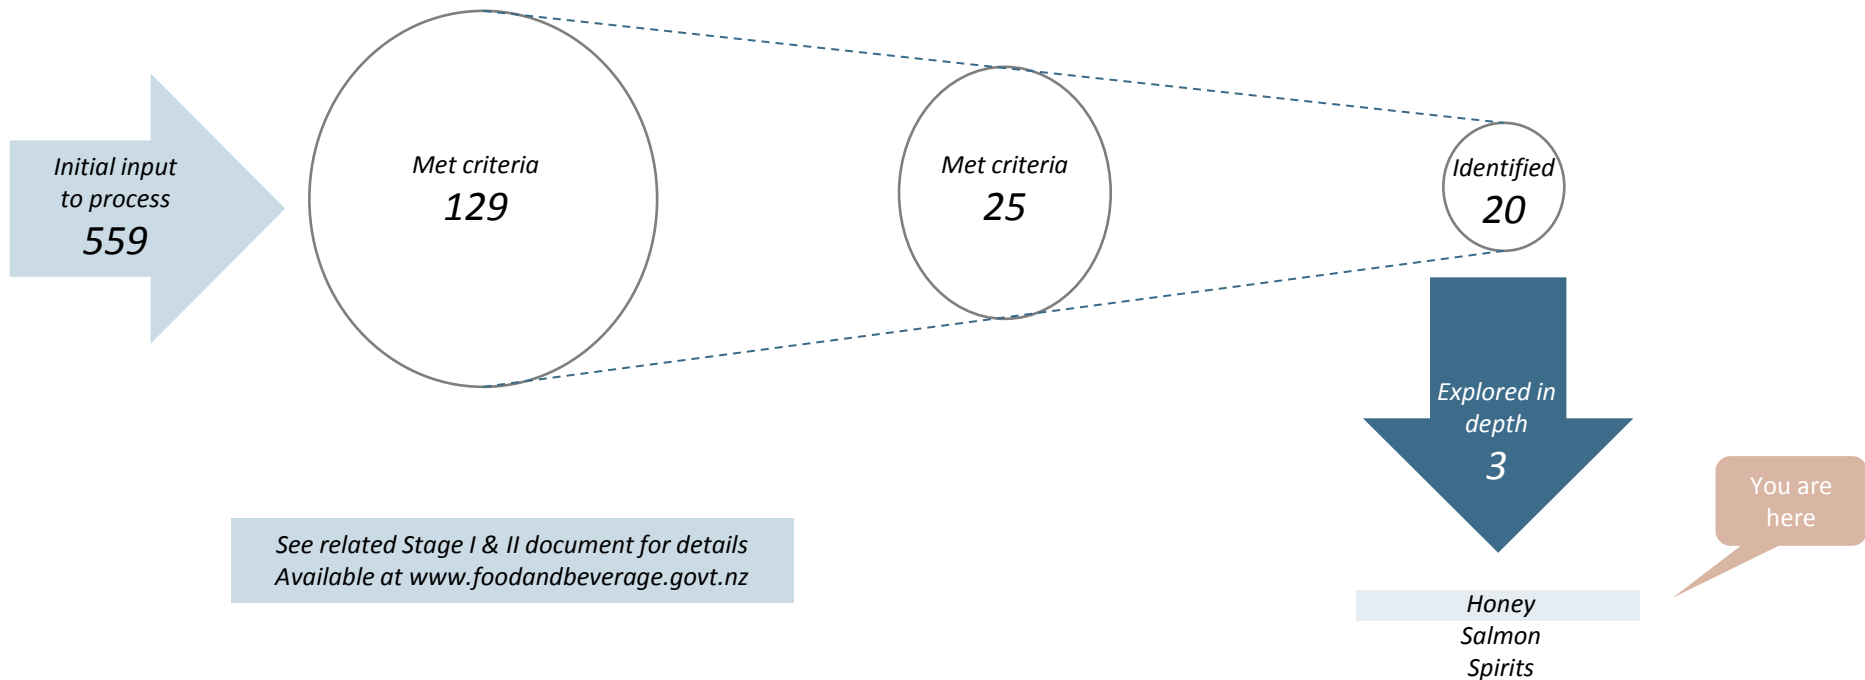 Initial input
to process
559
Met criteria
129
Met criteria
25
Identified
20
Explored in
depth
3
You are
here
See related Stage I & II document for details
Available at www.foodandbeverage.govt.nz
Honey
Salmon
Spirits